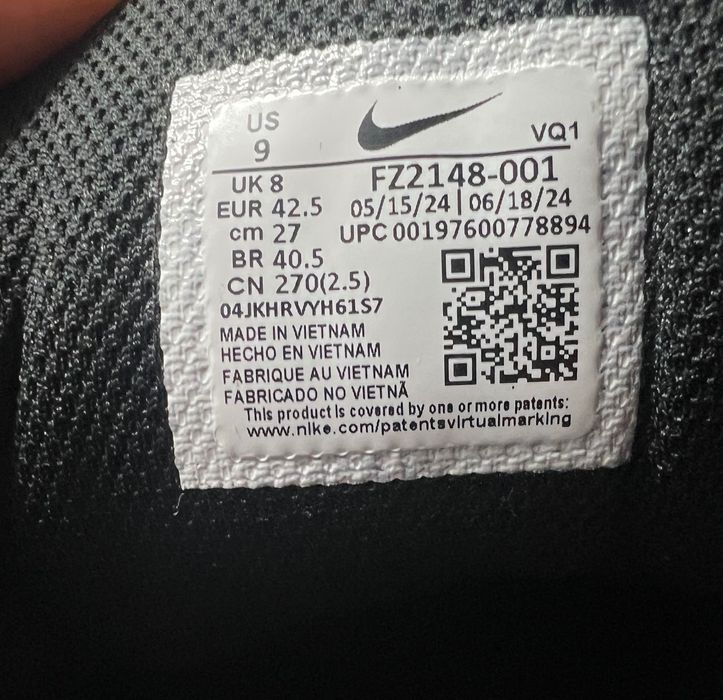 US
9
VQ1
UK 8
FZ2148-001
EUR 42.5
05/15/24 | 06/18/24
cm 27
UPC 00197600778894
BR 40.5
CN 270(2.5)
04JKHRVYH61S7
MADE IN VIETNAM
HECHO EN VIETNAM
FABRIQUE AU VIETNAM
FABRICADO NO VIETNÃ
This product is covered by one or more patents:
www.nike.com/patentsvirtualmarking